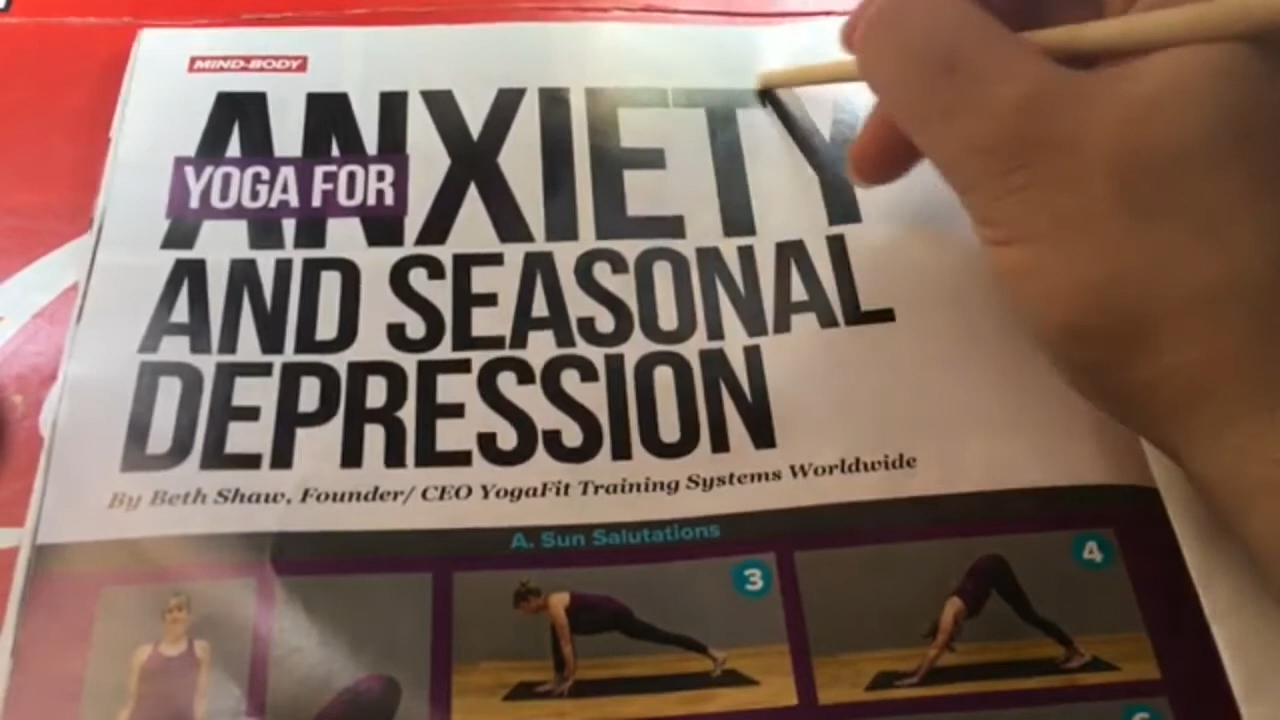 MIND-BODY
ANXIETY
YOGA FOR
AND SEASONAL
DEPRESSION
By Beth Shaw, Founder/ CEO YogaFit Training Systems Worldwide
A. Sun Salutations
3
4